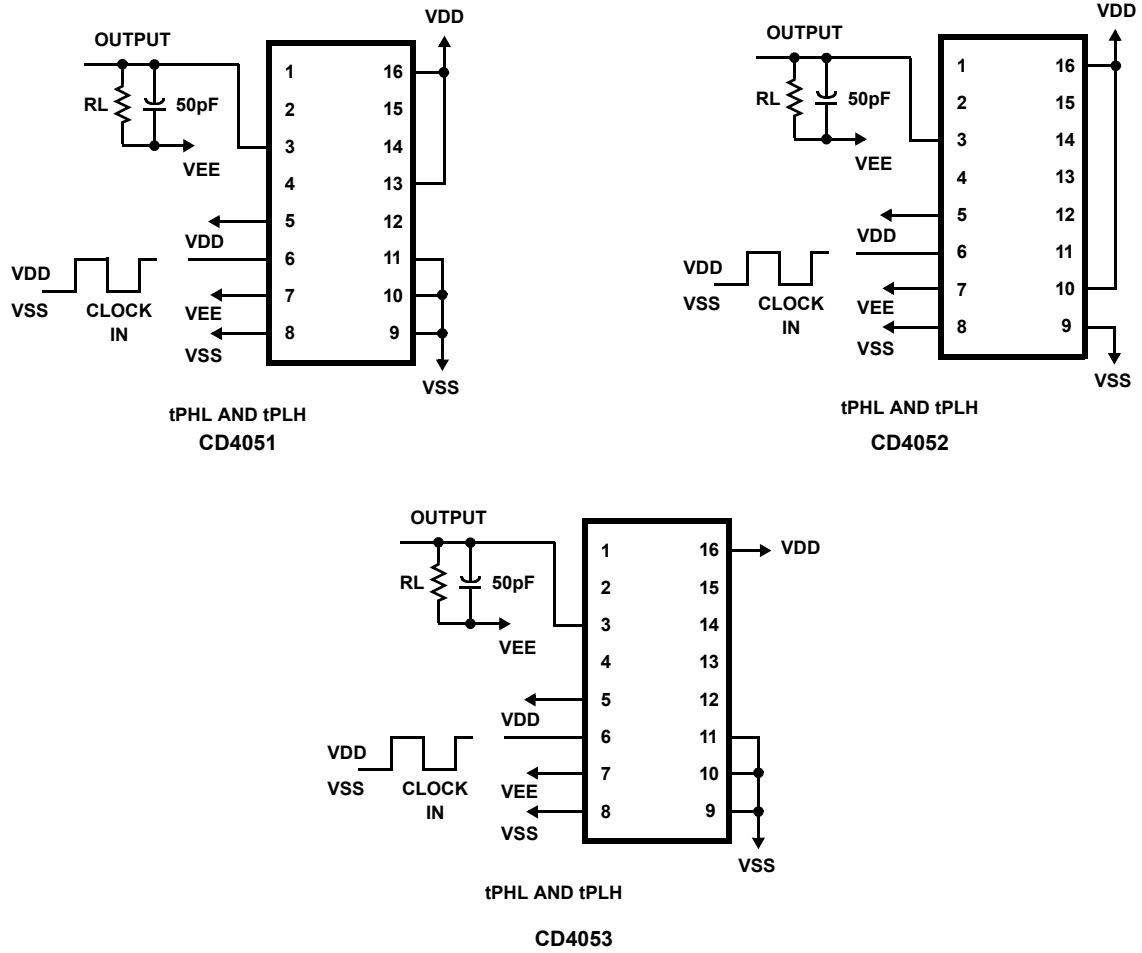 VDD
OUTPUT
1 16
RL 50pF
2 15
3 14
VEE
4 13
5 12
VDD
6 11
VDD
VSS
CLOCK
IN
7 10
VEE
8 9
VSS
VSS
tPHL AND tPLH
CD4051
VDD
OUTPUT
1 16
RL 50pF
2 15
3 14
VEE
4 13
5 12
VDD
6 11
VDD
VSS
CLOCK
IN
7 10
VEE
8 9
VSS
VSS
tPHL AND tPLH
CD4052
OUTPUT
1 16 VDD
RL 50pF
2 15
3 14
VEE
4 13
5 12
VDD
6 11
VDD
VSS
CLOCK
IN
7 10
VEE
8 9
VSS
VSS
tPHL AND tPLH
CD4053